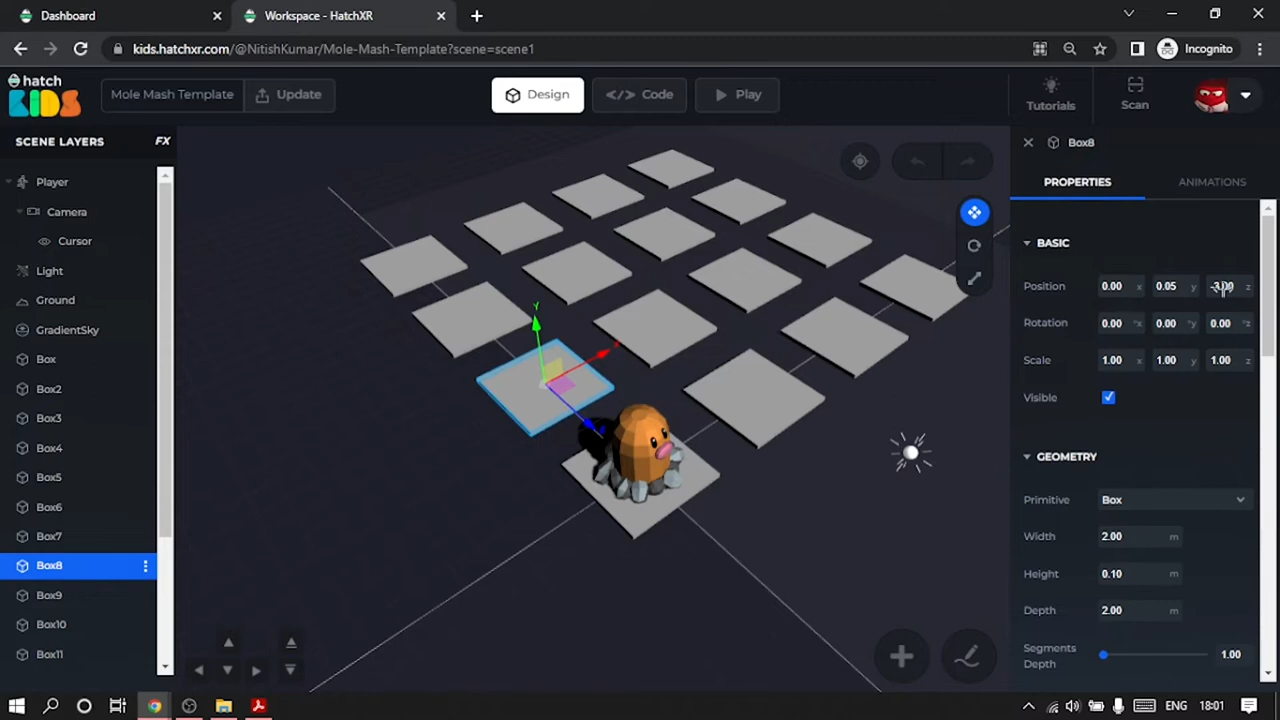 Dashboard
Workspace - HatchXR
kids.hatchxr.com/@NitishKumar/Mole-Mash-Template?scene=scene1
Incognito
hatch
KIDS
Mole Mash Template
Update
Design
</> Code
Play
Tutorials
Scan
SCENE LAYERS
FX
Player
Camera
Cursor
Light
Ground
GradientSky
Box
Box2
Box3
Box4
Box5
Box6
Box7
Box8
Box9
Box10
Box11
Y
Box8
PROPERTIES
ANIMATIONS
BASIC
Position 0.00 x 0.05 y -3.00 z
Rotation 0.00 °x 0.00 °y 0.00 °z
Scale 1.00 x 1.00 y 1.00 z
Visible
GEOMETRY
Primitive Box
Width 2.00 m
Height 0.10 m
Depth 2.00 m
Segments
Depth
1.00
ENG
18:01